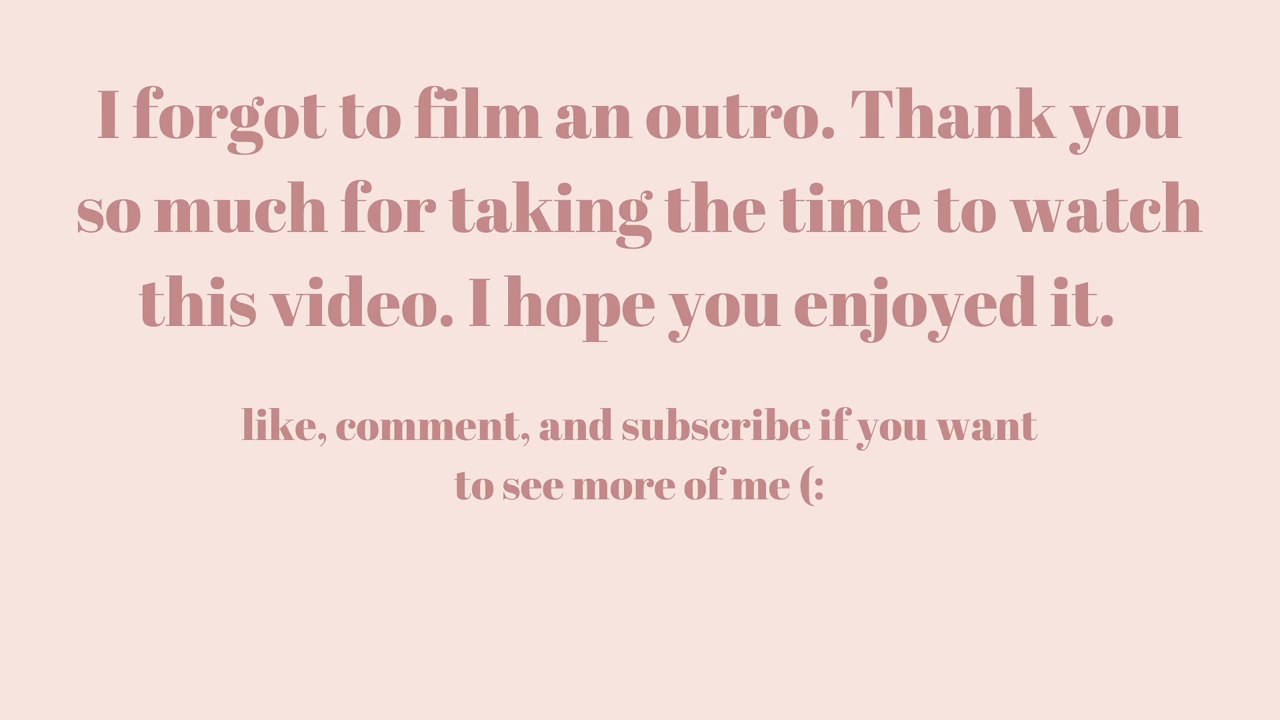 I forgot to film an outro. Thank you
so much for taking the time to watch
this video. I hope you enjoyed it.
like, comment, and subscribe if you want
to see more of me (: